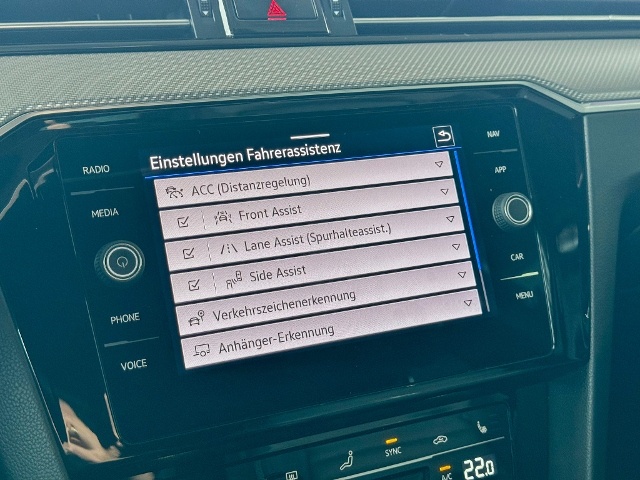 Einstellungen Fahrerassistenz
ACC (Distanzregelung)
Front Assist
Lane Assist (Spurhalteassist.)
Side Assist
Verkehrszeichenerkennung
Anhänger-Erkennung
RADIO
MEDIA
PHONE
VOICE
NAV
APP
CAR
MENU
SYNC
A/C
22.0